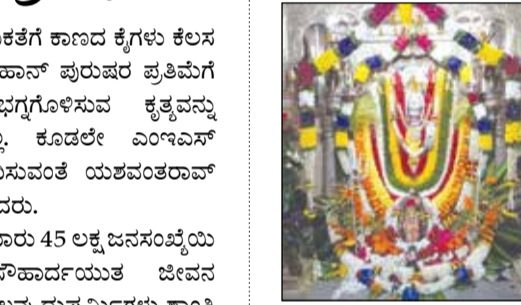 ಕತೆಗೆ ಕಾಣದ ಕೈಗಳು ಕೆಲಸ
ಹಾನ್ ಪುರುಷರ ಪ್ರತಿಮೆಗೆ
ಭಗ್ನಗೊಳಿಸುವ ಕೃತ್ಯವನ್ನು
ಕೂಡಲೇ ಎಂಇಎಸ್
ಸುವಂತೆ ಯಶವಂತರಾವ್
ದರು.
ಾರು 45 ಲಕ್ಷ ಜನಸಂಖ್ಯೆಯಿ
ಸೌಹಾರ್ದಯುತ ಜೀವನ